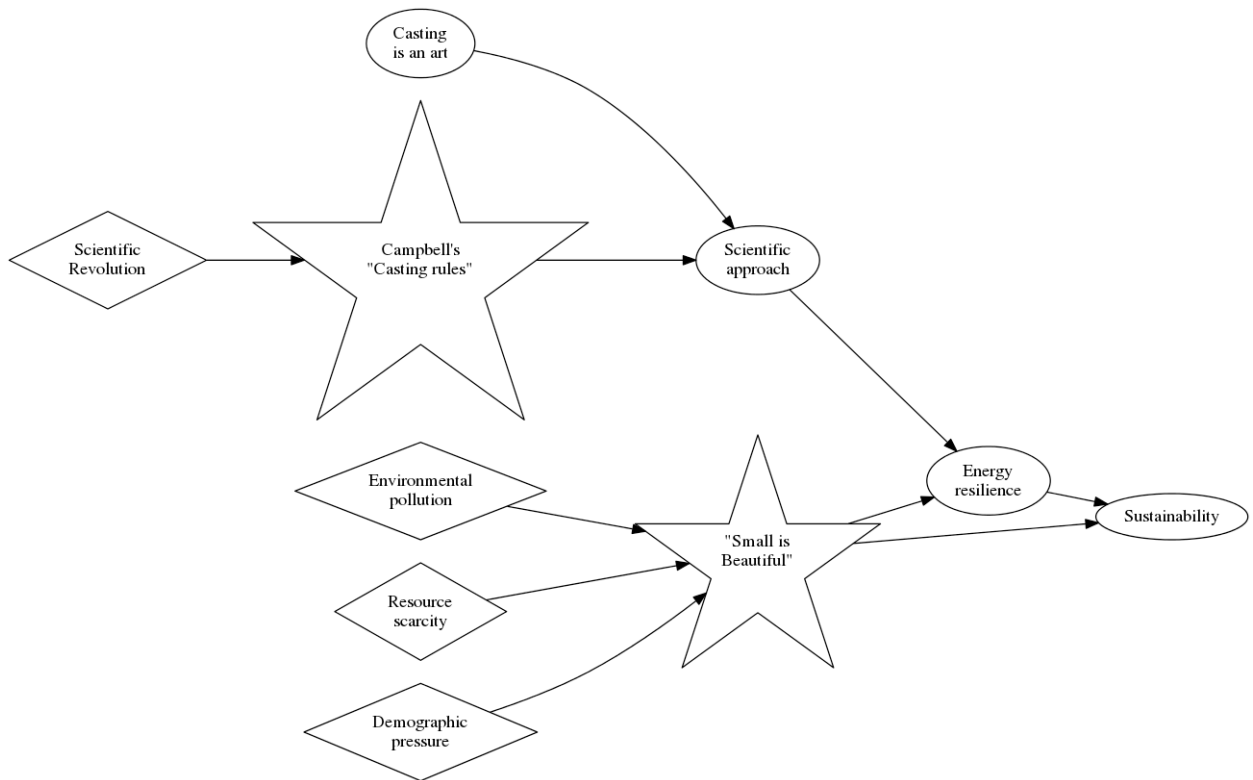 Casting
is an art
Scientific
Revolution
Campbell's
"Casting rules"
Scientific
approach
Environmental
pollution
Energy
resilience
Sustainability
"Small is
Beautiful"
Resource
scarcity
Demographic
pressure